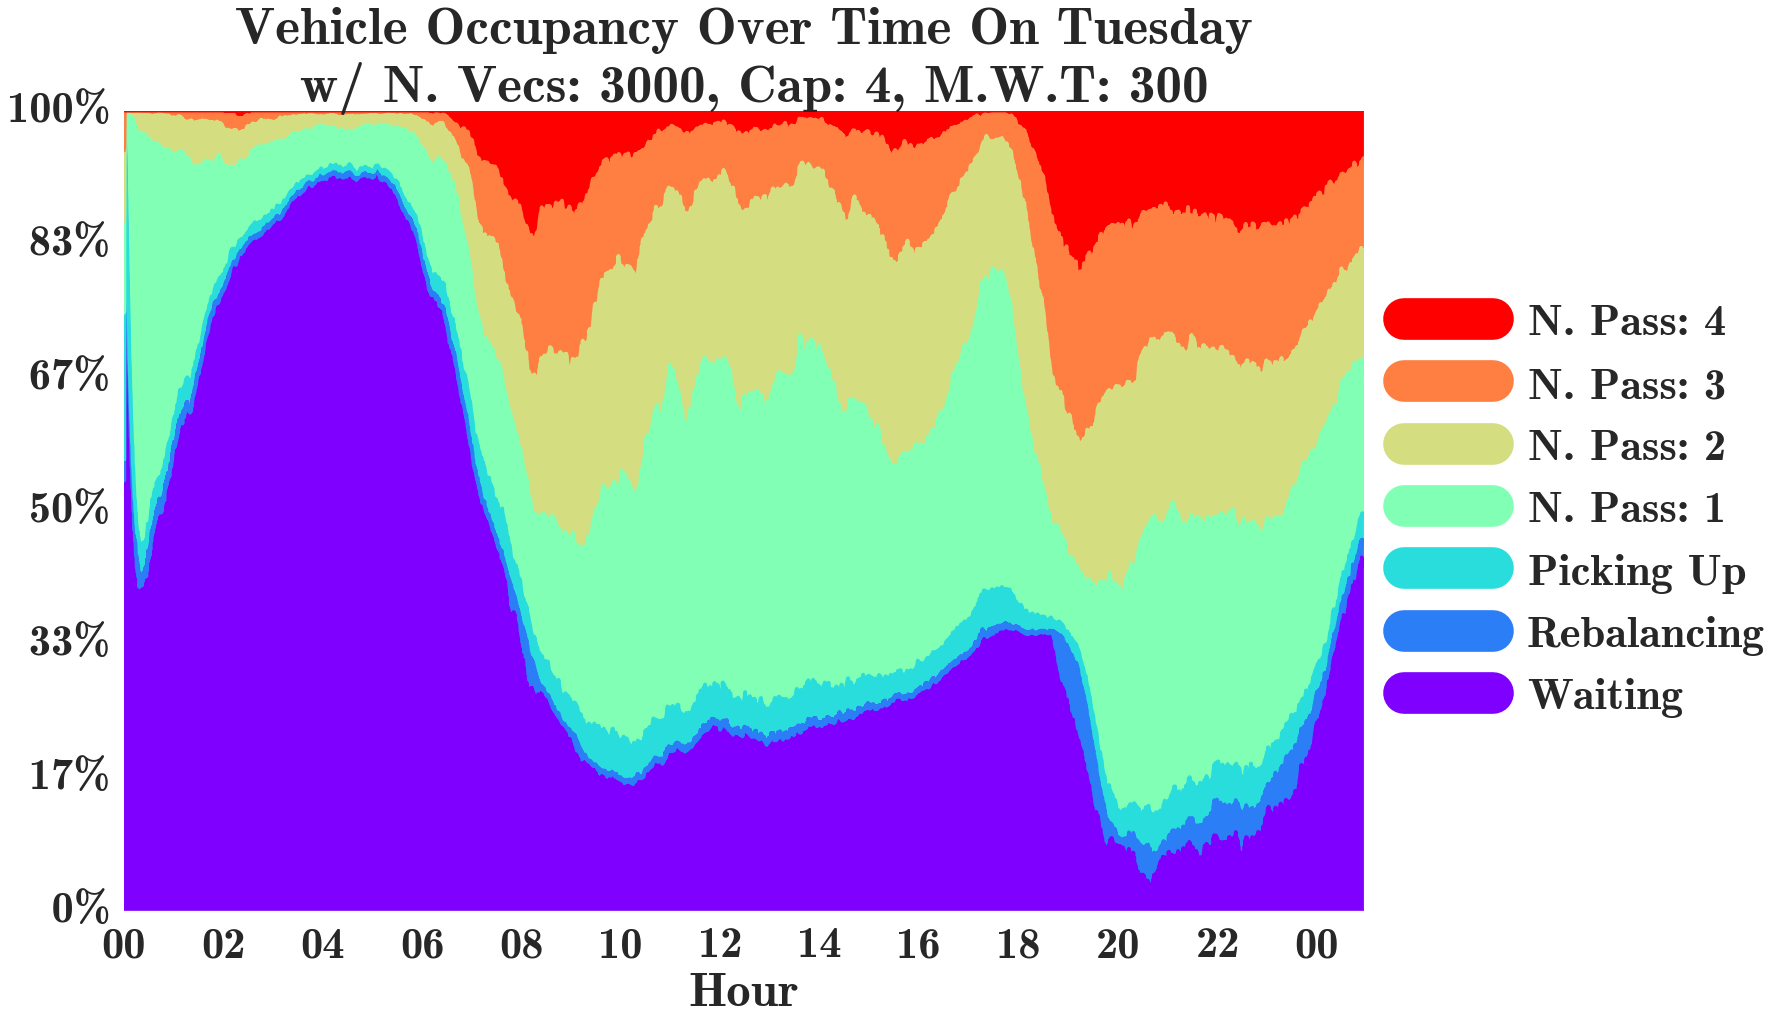 Vehicle Occupancy Over Time On Tuesday
w/ N. Vecs: 3000, Cap: 4, M.W.T: 300
100%
83%
67%
50%
33%
17%
0%
00 02 04 06 08 10 12 14 16 18 20 22 00
Hour
N. Pass: 4
N. Pass: 3
N. Pass: 2
N. Pass: 1
Picking Up
Rebalancing
Waiting